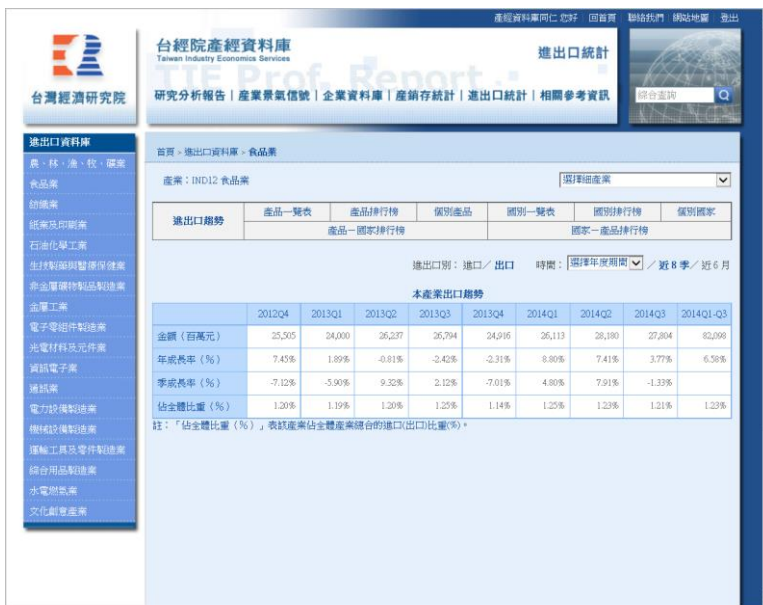 產經資料庫同仁 您好 | 回首頁 | 聯絡我們 | 網站地圖 | 登出
台灣經濟研究院
台經院產經資料庫
Taiwan Industry Economics Services
進出口統計
TIE Prof. Report
研究分析報告 | 產業景氣信號 | 企業資料庫 | 產銷存統計 | 進出口統計 | 相關參考資訊
綜合查詢
進出口資料庫
農、林、漁、牧、礦業
食品業
紡織業
紙業及印刷業
石油化學工業
生技製藥與醫療保健業
非金屬礦物製品製造業
金屬工業
電子零組件製造業
光電材料及元件業
資訊電子業
通訊業
電力設備製造業
機械設備製造業
運輸工具及零件製造業
綜合用品製造業
水電燃氣業
文化創意產業
首頁 > 進出口資料庫 > 食品業
產業：IND12 食品業 選擇細產業
進出口趨勢 產品一覽表 產品排行榜 個別產品 國別一覽表 國別排行榜 個別國家
產品－國家排行榜 國家－產品排行榜
進出口別：進口／出口 時間：選擇年度期間 ／近 8 季／近 6 月
本產業出口趨勢
2012Q4 2013Q1 2013Q2 2013Q3 2013Q4 2014Q1 2014Q2 2014Q3 2014Q1-Q3
金額（百萬元） 25,505 24,000 26,237 26,794 24,916 26,113 28,180 27,804 82,098
年成長率（%） 7.45% 1.89% -0.81% -2.42% -2.31% 8.80% 7.41% 3.77% 6.58%
季成長率（%） -7.12% -5.90% 9.32% 2.12% -7.01% 4.80% 7.91% -1.33%
佔全體比重（%） 1.20% 1.19% 1.20% 1.25% 1.14% 1.25% 1.23% 1.21% 1.23%
註：「佔全體比重（%）」表該產業佔全體產業總合的進口(出口)比重(%)。